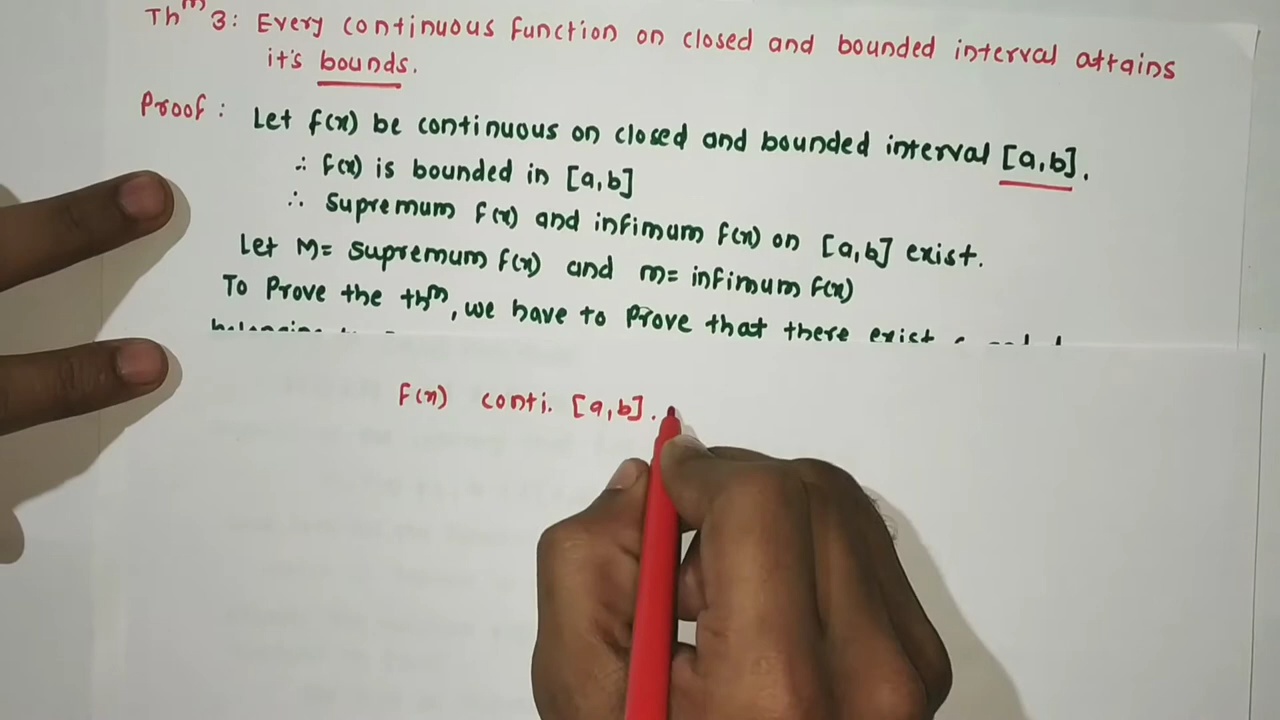 Thm 3: Every continuous function on closed and bounded interval attains
it's bounds.
Proof: Let f(x) be continuous on closed and bounded interval [a,b].
∴ f(x) is bounded in [a,b]
∴ supremum f(x) and infimum f(x) on [a,b] exist.
Let M= supremum f(x) and m= infimum f(x)
To prove the thm, we have to prove that there exist
f(x) conti. [a,b].